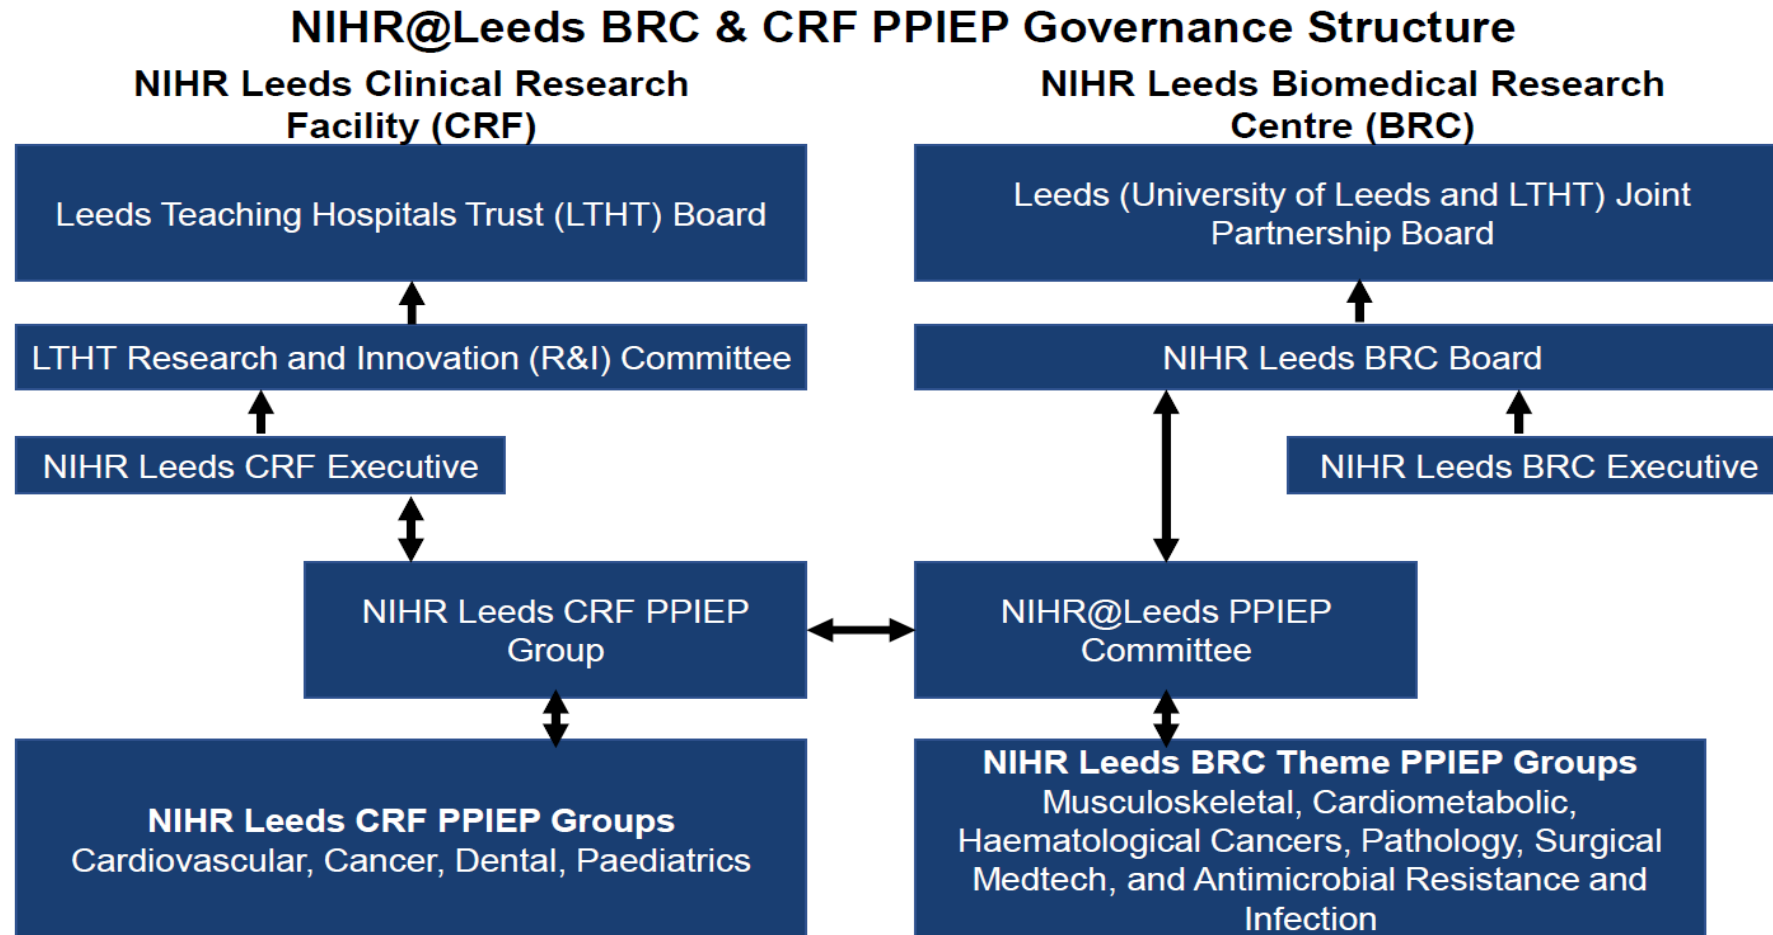 NIHR@Leeds BRC & CRF PPIEP Governance Structure
NIHR Leeds Clinical Research
Facility (CRF)
NIHR Leeds Biomedical Research
Centre (BRC)
Leeds Teaching Hospitals Trust (LTHT) Board
Leeds (University of Leeds and LTHT) Joint
Partnership Board
LTHT Research and Innovation (R&I) Committee
NIHR Leeds BRC Board
NIHR Leeds CRF Executive
NIHR Leeds BRC Executive
NIHR Leeds CRF PPIEP
Group
NIHR@Leeds PPIEP
Committee
NIHR Leeds CRF PPIEP Groups
Cardiovascular, Cancer, Dental, Paediatrics
NIHR Leeds BRC Theme PPIEP Groups
Musculoskeletal, Cardiometabolic,
Haematological Cancers, Pathology, Surgical
Medtech, and Antimicrobial Resistance and
Infection